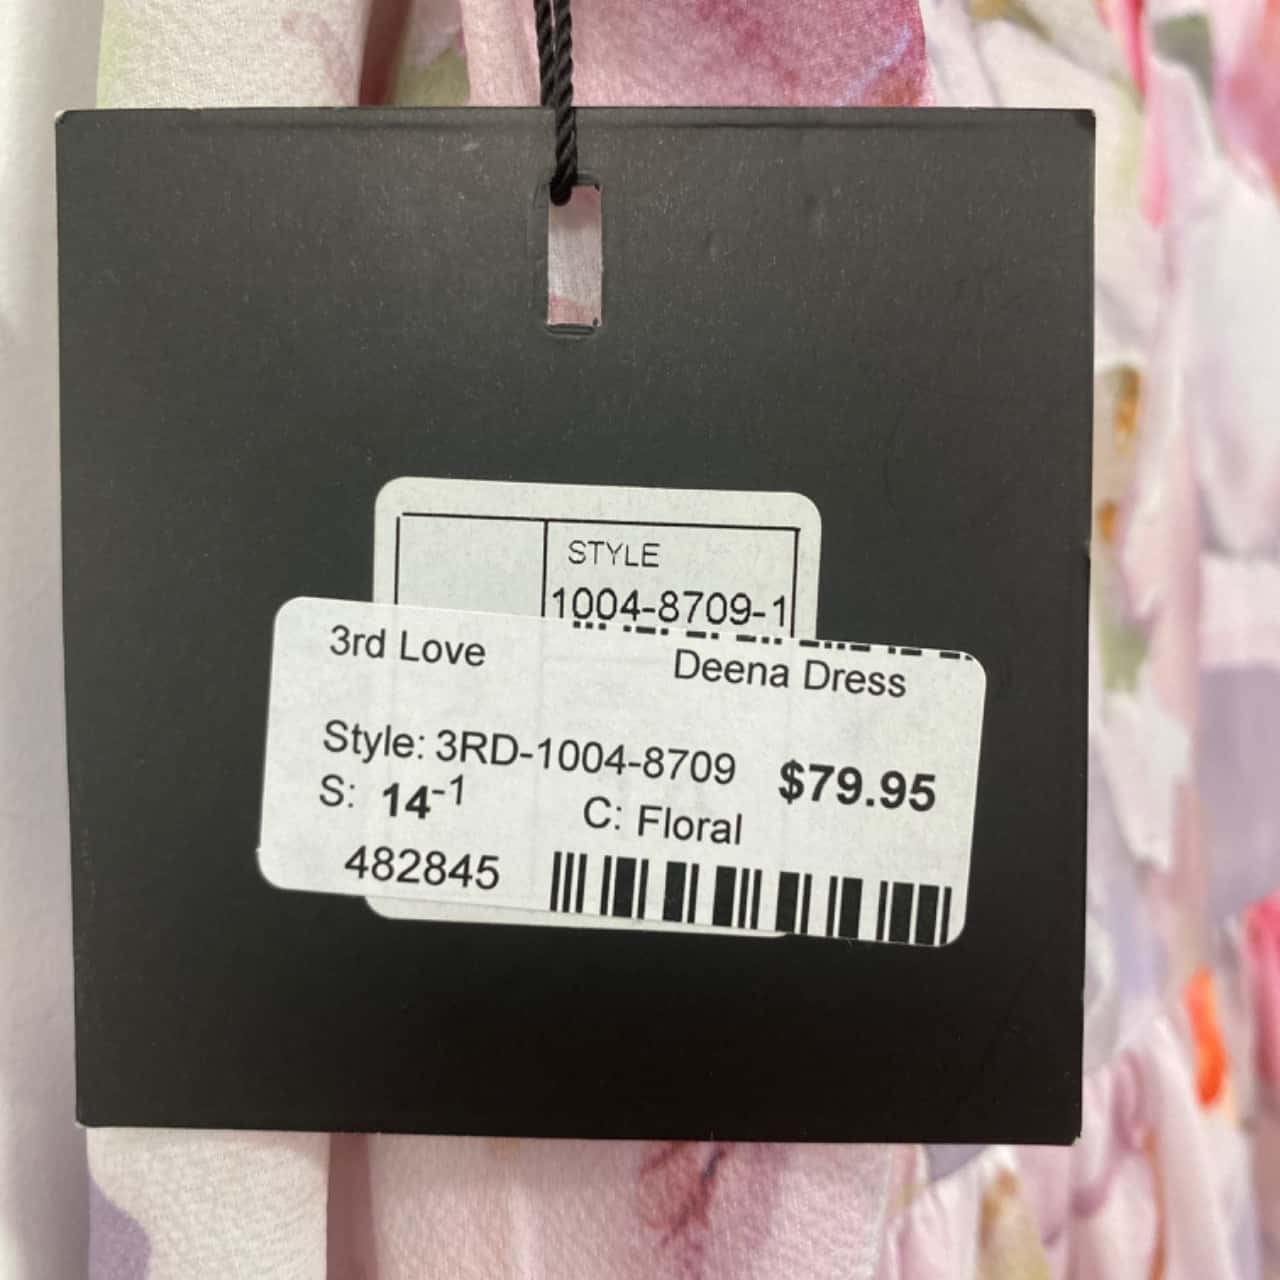 STYLE
1004-8709-1
3rd Love Deena Dress
Style: 3RD-1004-8709 $79.95
S: 14-1 C: Floral
482845